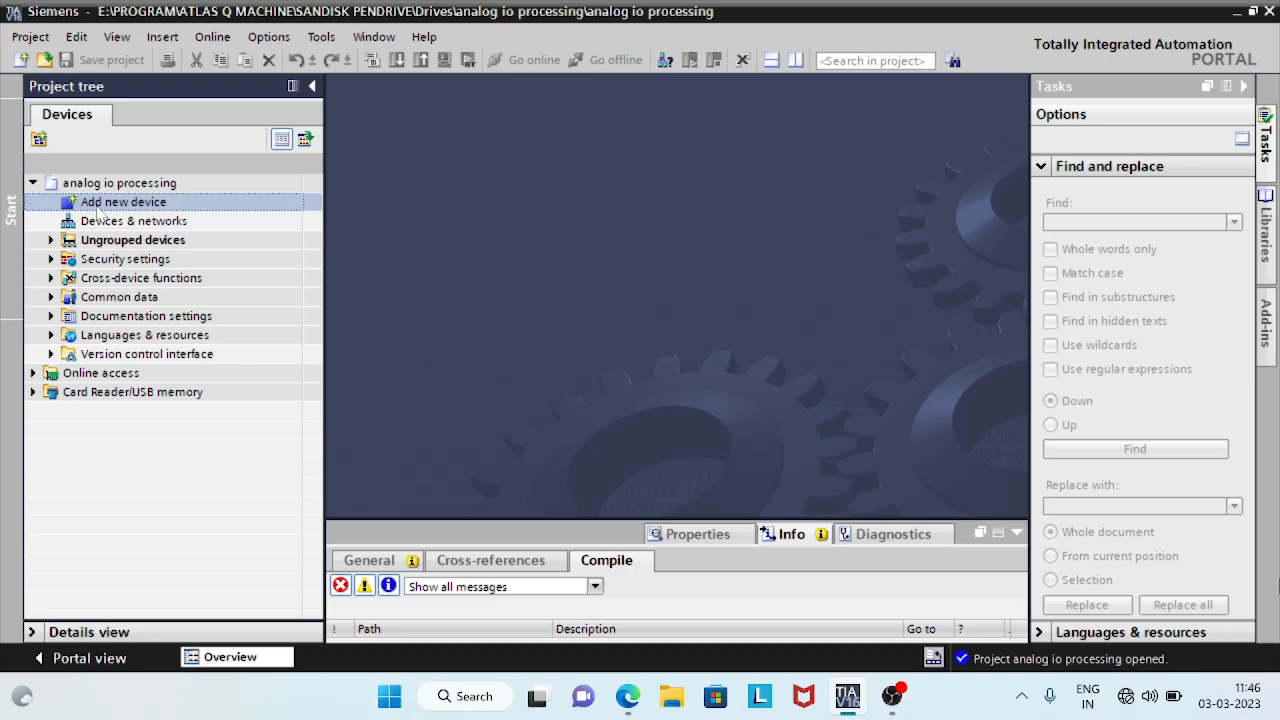 Siemens - E:\PROGRAM\ATLAS Q MACHINE\SANDISK PENDRIVE\Drives\analog io processing\analog io processing
Project Edit View Insert Online Options Tools Window Help
Totally Integrated Automation
PORTAL
Save project
Go online
Go offline
<Search in project>
Project tree
Tasks
Devices
Options
Start
analog io processing
Add new device
Devices & networks
Ungrouped devices
Security settings
Cross-device functions
Common data
Documentation settings
Languages & resources
Version control interface
Online access
Card Reader/USB memory
Find and replace
Find:
Whole words only
Match case
Find in substructures
Find in hidden texts
Use wildcards
Use regular expressions
Down
Up
Find
Replace with:
Whole document
From current position
Selection
Replace Replace all
Languages & resources
Tasks
Libraries
Add-ins
Properties Info Diagnostics
General Cross-references Compile
Show all messages
! Path Description Go to ?
Details view
Portal view
Overview
Project analog io processing opened.
Search
TIA
V16
ENG
IN
11:46
03-03-2023